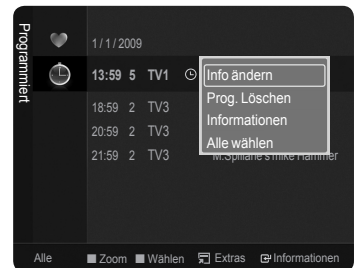 Programmiert
1 / 1 / 2009
13:59 5 TV1
Info ändern
Prog. Löschen
Informationen
Alle wählen
18:59 2 TV3
20:59 2 TV3
21:59 2 TV3 M.Spillane's mike Hammer
Alle Zoom Wählen Extras Informationen